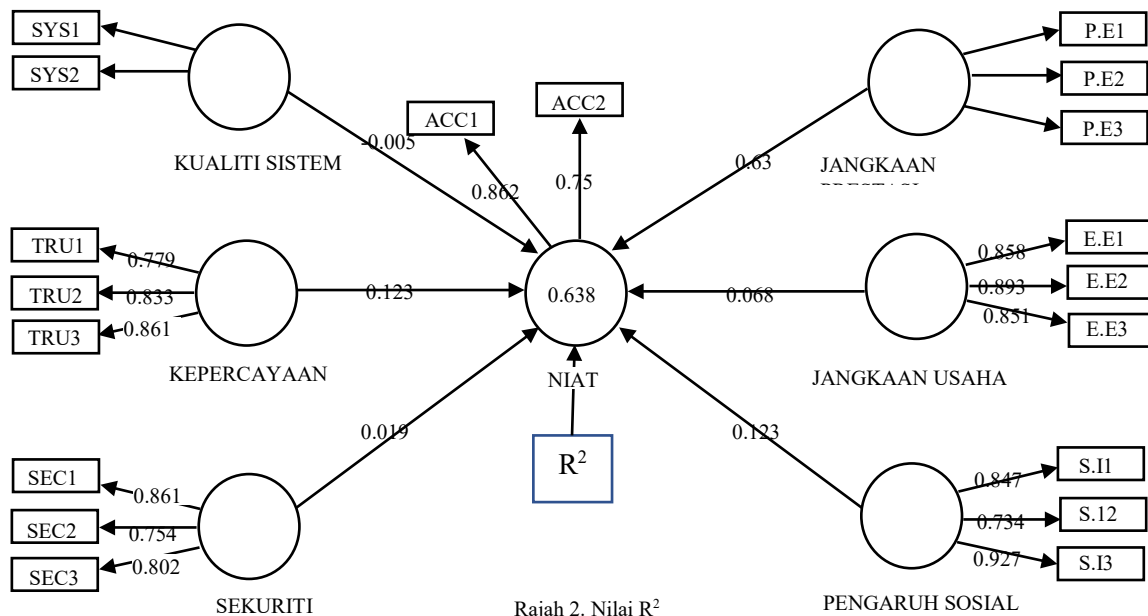 SYS1
SYS2
KUALITI SISTEM
-0.005
ACC1
0.862
ACC2
0.75
P.E1
P.E2
P.E3
0.63
JANGKAAN
TRU1
0.779
TRU2
0.833
TRU3
0.861
KEPERCAYAAN
0.123
0.638
NIAT
R²
0.068
E.E1
0.858
E.E2
0.893
E.E3
0.851
JANGKAAN USAHA
SEC1
0.861
SEC2
0.754
SEC3
0.802
SEKURITI
0.019
0.123
S.I1
0.847
S.12
0.734
S.I3
0.927
PENGARUH SOSIAL
Rajah 2. Nilai R²